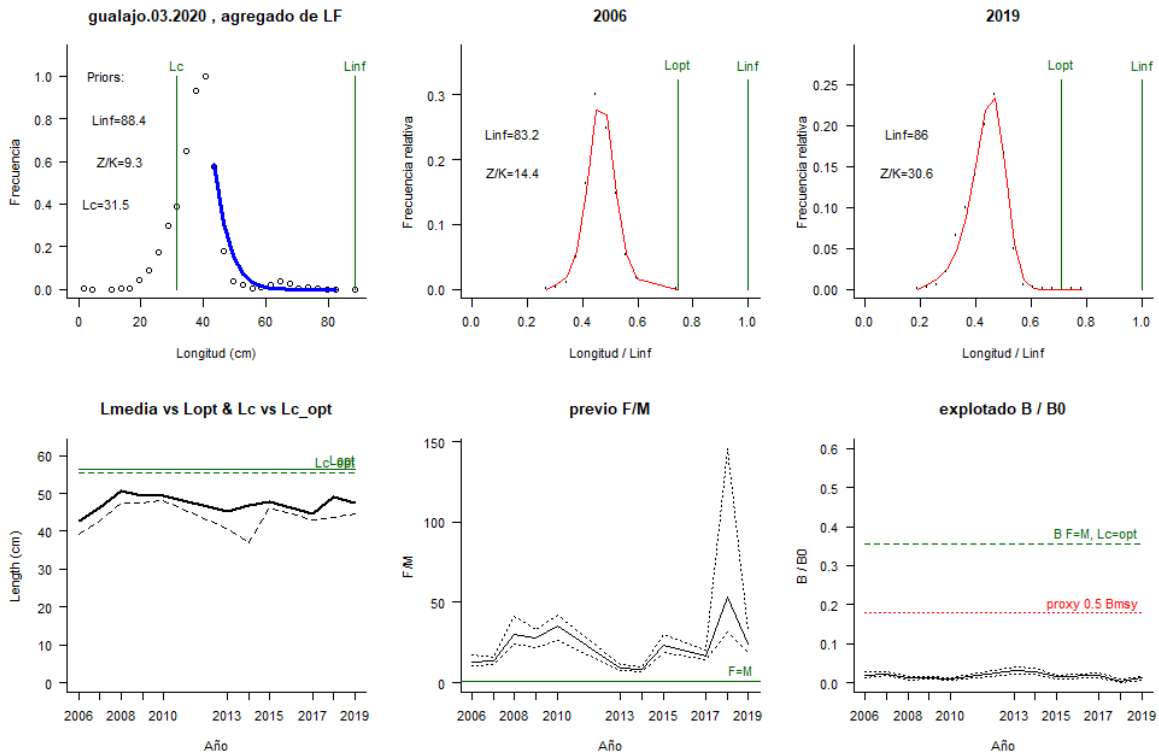 gualajo.03.2020 , agregado de LF
Lc
Linf
Priors:
Linf=88.4
Z/K=9.3
Lc=31.5
Frecuencia
1.0
0.8
0.6
0.4
0.2
0.0
0 20 40 60 80
Longitud (cm)
2006
Lopt
Linf
Linf=83.2
Z/K=14.4
Frecuencia relativa
0.3
0.2
0.1
0.0
0.0 0.2 0.4 0.6 0.8 1.0
Longitud / Linf
2019
Lopt
Linf
Linf=86
Z/K=30.6
Frecuencia relativa
0.25
0.20
0.15
0.10
0.05
0.00
0.0 0.2 0.4 0.6 0.8 1.0
Longitud / Linf
Lmedia vs Lopt & Lc vs Lc_opt
Lopt
Lc-opt
Length (cm)
60
50
40
30
20
10
0
2006 2008 2010 2013 2015 2017 2019
Año
previo F/M
F/M
150
100
50
0
F=M
2006 2008 2010 2013 2015 2017 2019
Año
explotado B / B0
B / B0
0.6
0.5
0.4
0.3
0.2
0.1
0.0
B F=M, Lc=opt
proxy 0.5 Bmsy
2006 2008 2010 2013 2015 2017 2019
Año